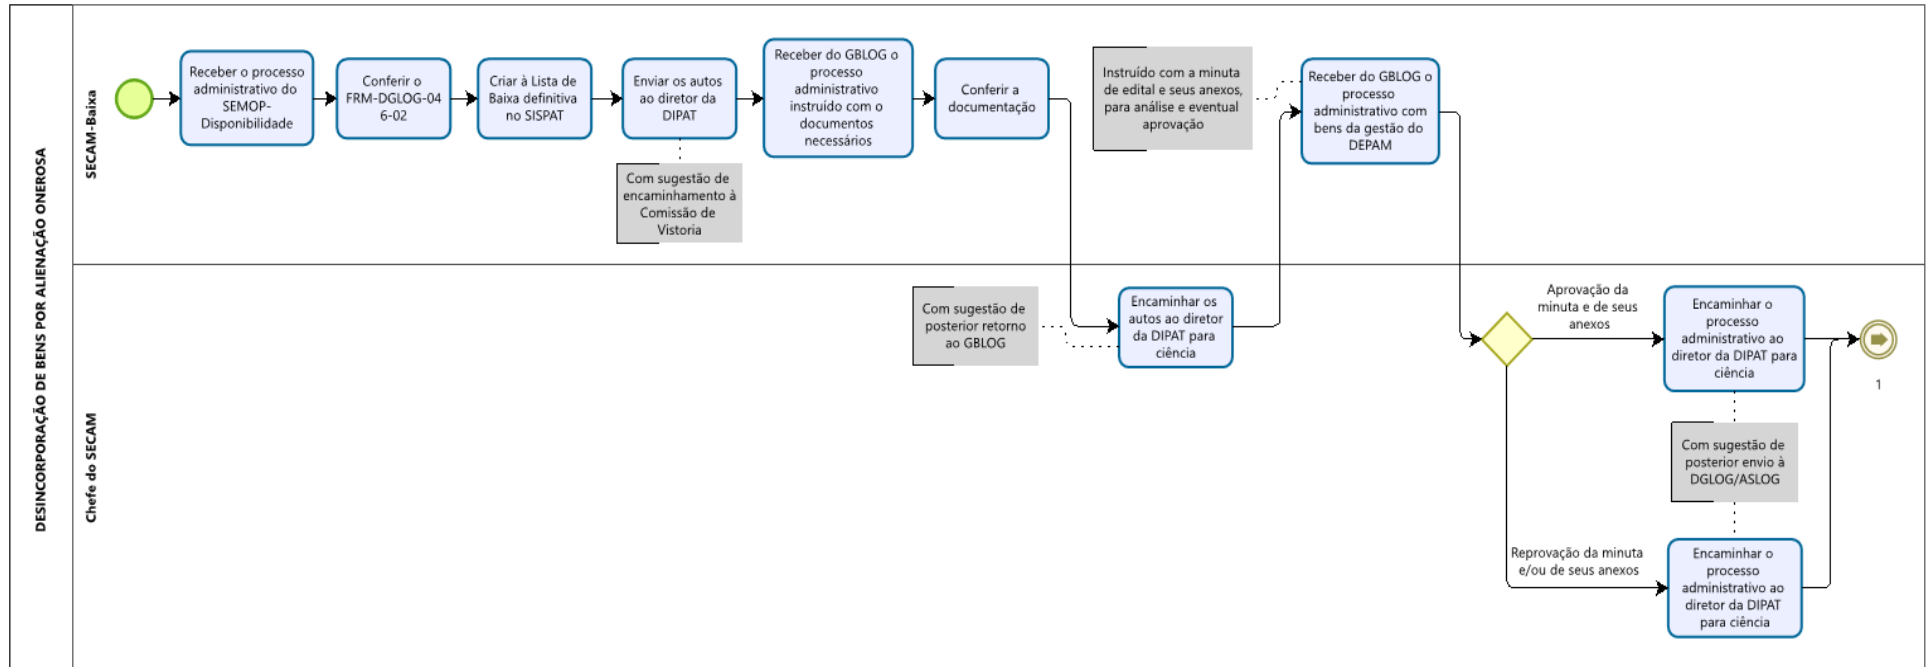 DESINCORPORAÇÃO DE BENS POR ALIENAÇÃO ONEROSA
SECAM-Baixa
Receber o processo
administrativo do
SEMOP-
Disponibilidade
Conferir o
FRM-DGLOG-04
6-02
Criar à Lista de
Baixa definitiva
no SISPAT
Enviar os autos
ao diretor da
DIPAT
Com sugestão de
encaminhamento à
Comissão de
Vistoria
Receber do GBLOG o
processo
administrativo
instruído com o
documentos
necessários
Conferir a
documentação
Instruído com a minuta
de edital e seus anexos,
para análise e eventual
aprovação
Receber do GBLOG o
processo
administrativo com
bens da gestão do
DEPAM
Chefe do SECAM
Com sugestão de
posterior retorno
ao GBLOG
Encaminhar os
autos ao diretor
da DIPAT para
ciência
Aprovação da
minuta e de seus
anexos
Encaminhar o
processo
administrativo ao
diretor da DIPAT para
ciência
1
Com sugestão de
posterior envio à
DGLOG/ASLOG
Reprovação da minuta
e/ou de seus anexos
Encaminhar o
processo
administrativo ao
diretor da DIPAT
para ciência